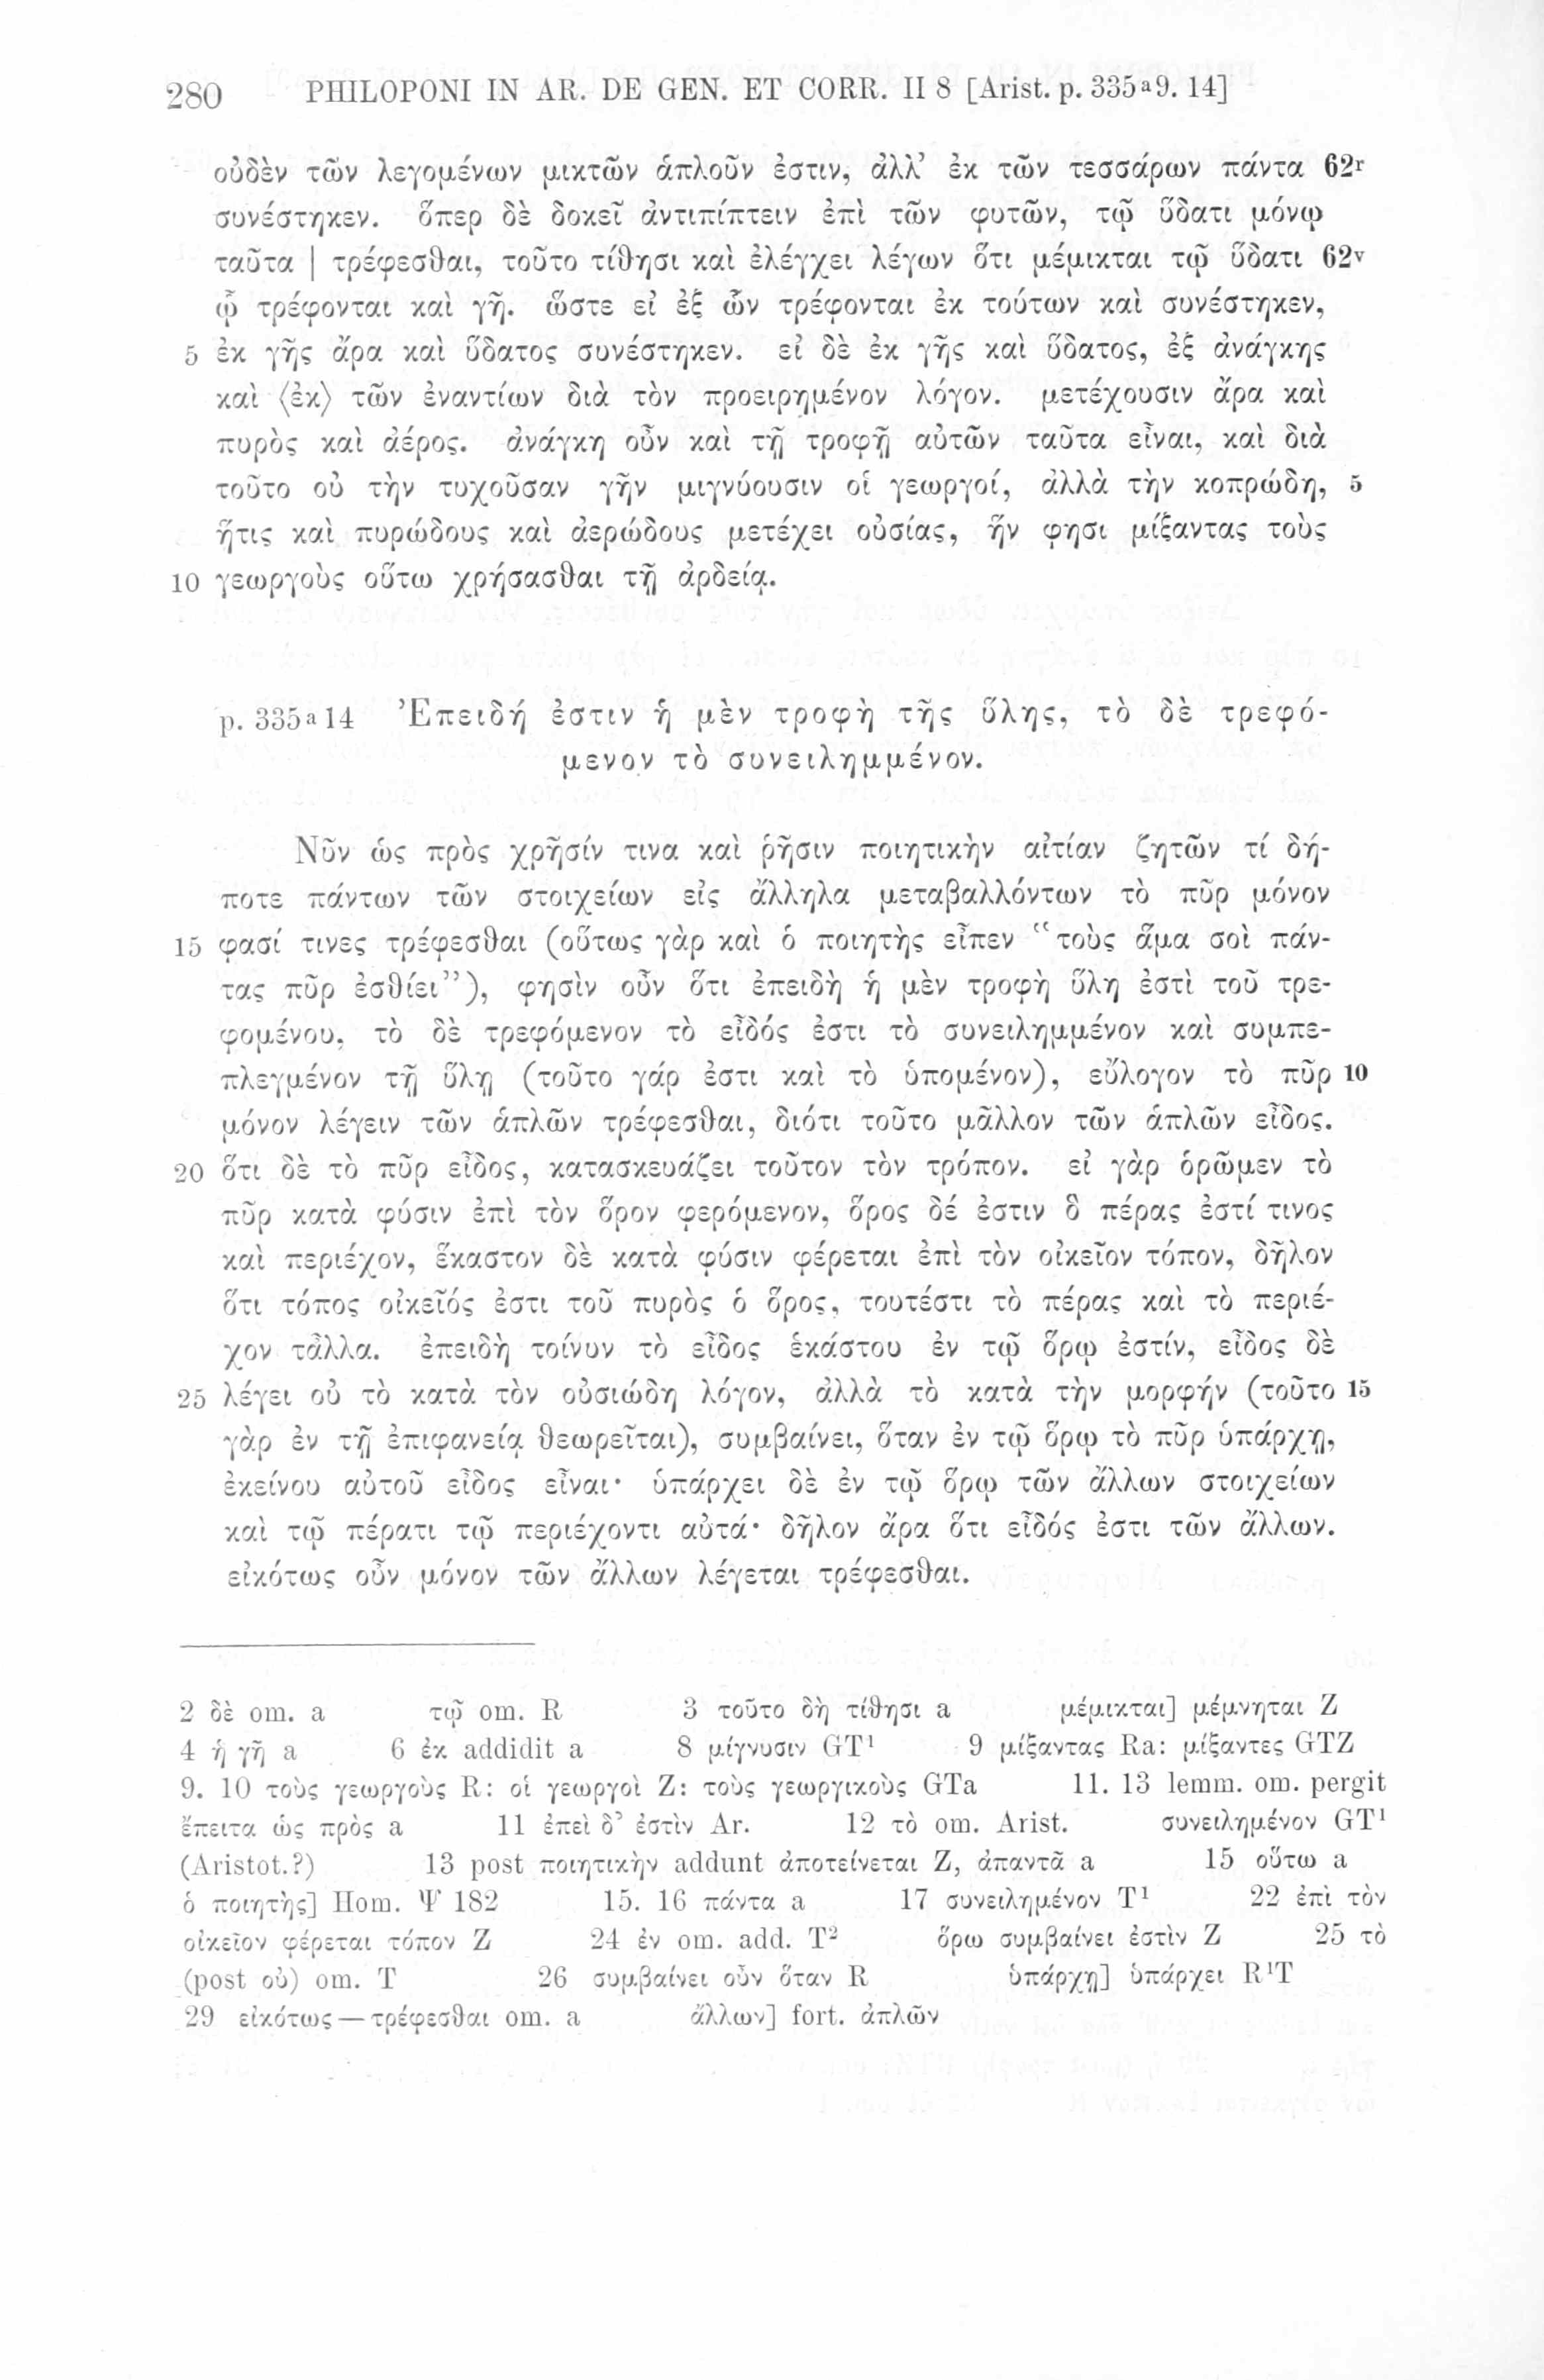 280 PHILOPONI IN AR. DE GEN. ET CORR. II 8 [Arist. p. 335a9. 14]
οὐδὲν τῶν λεγομένων μικτῶν ἁπλοῦν ἐστιν, ἀλλ’ ἐκ τῶν τεσσάρων πάντα 62r
συνέστηκεν. ὅπερ δὲ δοκεῖ ἀντιπίπτειν ἐπὶ τῶν φυτῶν, τῷ ὕδατι μόνῳ
ταῦτα | τρέφεσθαι, τοῦτο τίθησι καὶ ἐλέγχει λέγων ὅτι μέμικται τῷ ὕδατι 62v
ᾧ τρέφονται καὶ γῆ. ὥστε εἰ ἐξ ὧν τρέφονται ἐκ τούτων καὶ συνέστηκεν,
5 ἐκ γῆς ἄρα καὶ ὕδατος συνέστηκεν. εἰ δὲ ἐκ γῆς καὶ ὕδατος, ἐξ ἀνάγκης
καὶ ⟨ἐκ⟩ τῶν ἐναντίων διὰ τὸν προειρημένον λόγον. μετέχουσιν ἄρα καὶ
πυρὸς καὶ ἀέρος. ἀνάγκη οὖν καὶ τῇ τροφῇ αὐτῶν ταῦτα εἶναι, καὶ διὰ
τοῦτο οὐ τὴν τυχοῦσαν γῆν μιγνύουσιν οἱ γεωργοί, ἀλλὰ τὴν κοπρώδη, 5
ἥτις καὶ πυρώδους καὶ ἀερώδους μετέχει οὐσίας, ἥν φησι μίξαντας τοὺς
10 γεωργοὺς οὕτω χρήσασθαι τῇ ἀρδείᾳ.
p. 335a14 Ἐπειδή ἐστιν ἡ μὲν τροφὴ τῆς ὕλης, τὸ δὲ τρεφό-
μενον τὸ συνειλημμένον.
Νῦν ὡς πρὸς χρῆσίν τινα καὶ ῥῆσιν ποιητικὴν αἰτίαν ζητῶν τί δή-
ποτε πάντων τῶν στοιχείων εἰς ἄλληλα μεταβαλλόντων τὸ πῦρ μόνον
15 φασί τινες τρέφεσθαι (οὕτως γὰρ καὶ ὁ ποιητὴς εἶπεν “τοὺς ἅμα σοὶ πάν-
τας πῦρ ἐσθίει”), φησὶν οὖν ὅτι ἐπειδὴ ἡ μὲν τροφὴ ὕλη ἐστὶ τοῦ τρε-
φομένου, τὸ δὲ τρεφόμενον τὸ εἶδός ἐστι τὸ συνειλημμένον καὶ συμπε-
πλεγμένον τῇ ὕλῃ (τοῦτο γάρ ἐστι καὶ τὸ ὑπομένον), εὔλογον τὸ πῦρ 10
μόνον λέγειν τῶν ἁπλῶν τρέφεσθαι, διότι τοῦτο μᾶλλον τῶν ἁπλῶν εἶδος.
20 ὅτι δὲ τὸ πῦρ εἶδος, κατασκευάζει τοῦτον τὸν τρόπον. εἰ γὰρ ὁρῶμεν τὸ
πῦρ κατὰ φύσιν ἐπὶ τὸν ὅρον φερόμενον, ὅρος δέ ἐστιν ὃ πέρας ἐστί τινος
καὶ περιέχον, ἕκαστον δὲ κατὰ φύσιν φέρεται ἐπὶ τὸν οἰκεῖον τόπον, δῆλον
ὅτι τόπος οἰκεῖός ἐστι τοῦ πυρὸς ὁ ὅρος, τουτέστι τὸ πέρας καὶ τὸ περιέ-
χον τἆλλα. ἐπειδὴ τοίνυν τὸ εἶδος ἑκάστου ἐν τῷ ὅρῳ ἐστίν, εἶδος δὲ
25 λέγει οὐ τὸ κατὰ τὸν οὐσιώδη λόγον, ἀλλὰ τὸ κατὰ τὴν μορφήν (τοῦτο 15
γὰρ ἐν τῇ ἐπιφανείᾳ θεωρεῖται), συμβαίνει, ὅταν ἐν τῷ ὅρῳ τὸ πῦρ ὑπάρχῃ,
ἐκείνου αὐτοῦ εἶδος εἶναι· ὑπάρχει δὲ ἐν τῷ ὅρῳ τῶν ἄλλων στοιχείων
καὶ τῷ πέρατι τῷ περιέχοντι αὐτά· δῆλον ἄρα ὅτι εἶδός ἐστι τῶν ἄλλων.
εἰκότως οὖν μόνον τῶν ἄλλων λέγεται τρέφεσθαι.
2 δὲ om. a τῷ om. R 3 τοῦτο δὴ τίθησι a μέμικται] μέμνηται Z
4 ἡ γῆ a 6 ἐκ addidit a 8 μίγνυσιν GT¹ 9 μίξαντας Ra: μίξαντες GTZ
9. 10 τοὺς γεωργοὺς R: οἱ γεωργοὶ Z: τοὺς γεωργικοὺς GTa 11. 13 lemm. om. pergit
ἔπειτα ὡς πρὸς a 11 ἐπεὶ δ’ ἐστὶν Ar. 12 τὸ om. Arist. συνειλημένον GT¹
(Aristot.?) 13 post ποιητικὴν addunt ἀποτείνεται Z, ἀπαντᾶ a 15 οὕτω a
ὁ ποιητὴς] Hom. Ψ 182 15. 16 πάντα a 17 συνειλημένον T¹ 22 ἐπὶ τὸν
οἰκεῖον φέρεται τόπον Z 24 ἐν om. add. T² ὅρω συμβαίνει ἐστὶν Z 25 τὸ
(post οὐ) om. T 26 συμβαίνει οὖν ὅταν R ὑπάρχῃ] ὑπάρχει R¹T
29 εἰκότως — τρέφεσθαι om. a ἄλλων] fort. ἁπλῶν